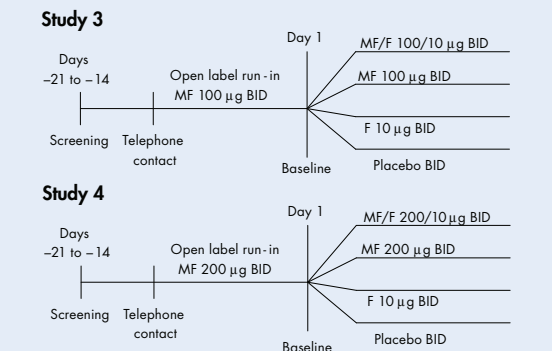 Study 3
Day 1
Days
–21 to –14
Open label run-in
MF 100 µg BID
MF/F 100/10 µg BID
MF 100 µg BID
F 10 µg BID
Placebo BID
Screening
Telephone
contact
Baseline
Study 4
Day 1
Days
–21 to –14
Open label run-in
MF 200 µg BID
MF/F 200/10 µg BID
MF 200 µg BID
F 10 µg BID
Placebo BID
Screening
Telephone
contact
Baseline